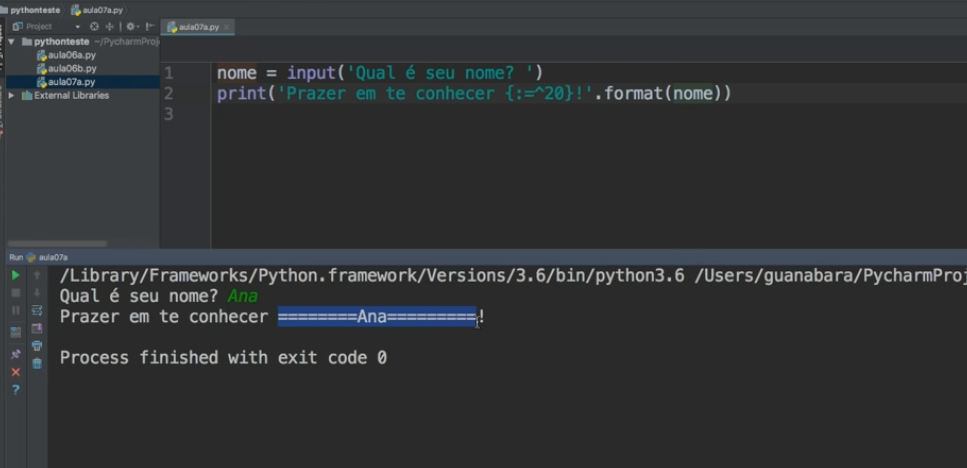 pythonteste aula07a.py
Project
aula07a.py
pythonteste ~/PycharmProj
aula06a.py
aula06b.py
aula07a.py
External Libraries
1 nome = input('Qual é seu nome? ')
2 print('Prazer em te conhecer {:=^20}!'.format(nome))
3
Run aula07a
/Library/Frameworks/Python.framework/Versions/3.6/bin/python3.6 /Users/guanabara/PycharmProj
Qual é seu nome? Ana
Prazer em te conhecer ========Ana=========!
Process finished with exit code 0